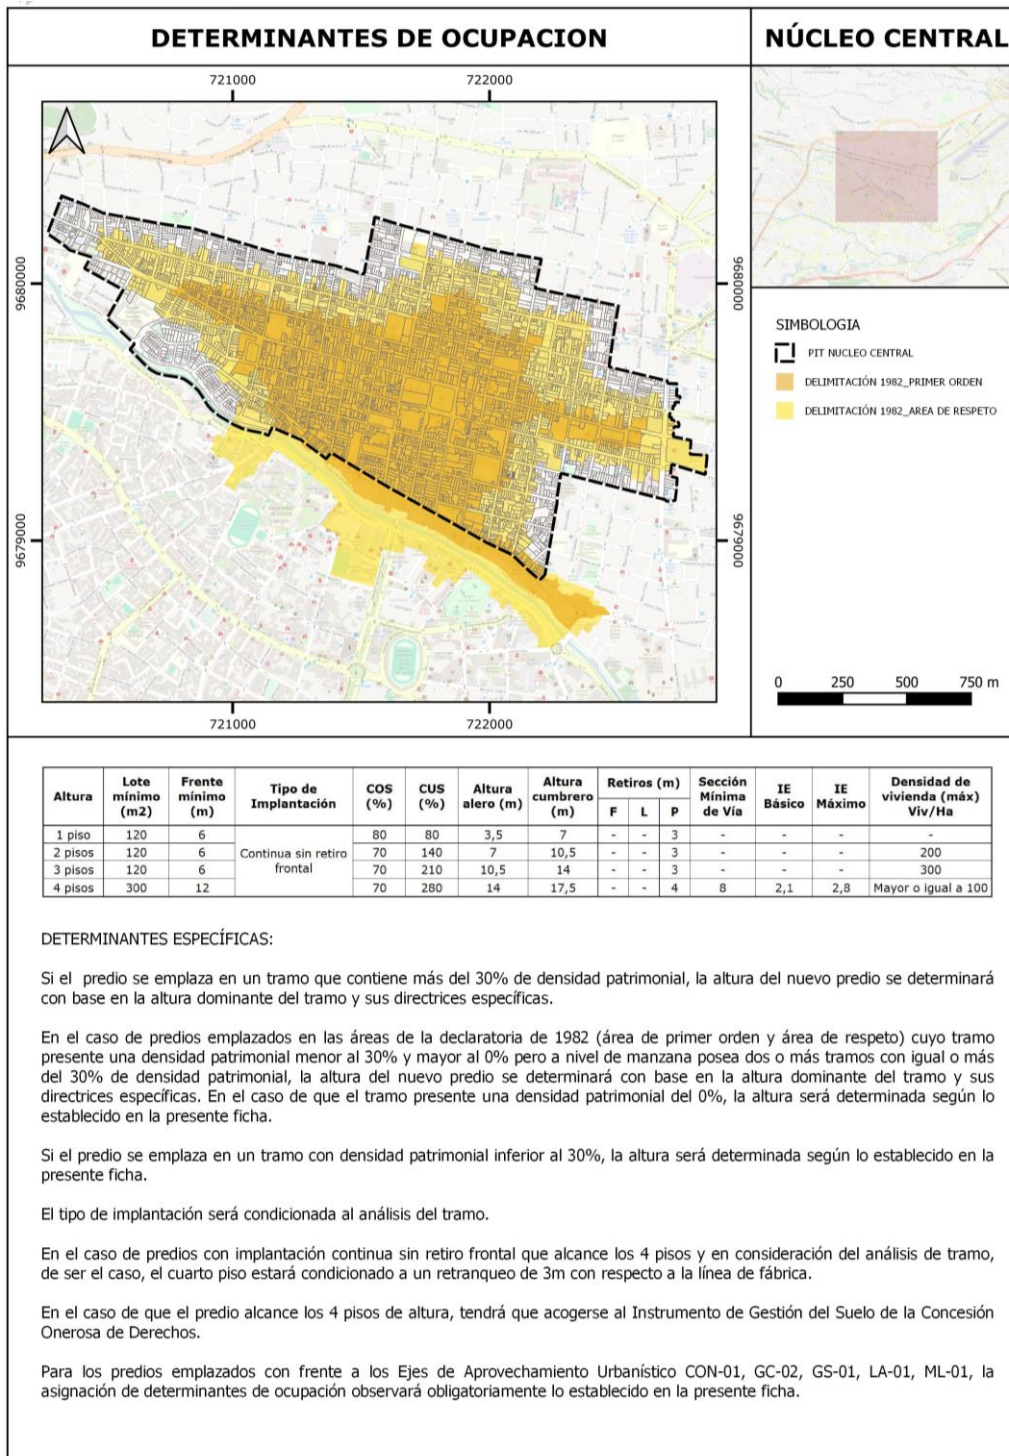 DETERMINANTES DE OCUPACION
NÚCLEO CENTRAL
721000 722000
9680000 9680000
9679000 9679000
721000 722000
SIMBOLOGIA
PIT NUCLEO CENTRAL
DELIMITACIÓN 1982_PRIMER ORDEN
DELIMITACIÓN 1982_AREA DE RESPETO
0 250 500 750 m
Altura Lote mínimo (m2) Frente mínimo (m) Tipo de Implantación COS (%) CUS (%) Altura alero (m) Altura cumbrero (m) Retiros (m) F L P Sección Mínima de Vía IE Básico IE Máximo Densidad de vivienda (máx) Viv/Ha
1 piso 120 6 Continua sin retiro frontal 80 80 3,5 7 - - 3 - - - -
2 pisos 120 6 70 140 7 10,5 - - 3 - - - 200
3 pisos 120 6 70 210 10,5 14 - - 3 - - - 300
4 pisos 300 12 70 280 14 17,5 - - 4 8 2,1 2,8 Mayor o igual a 100
DETERMINANTES ESPECÍFICAS:
Si el predio se emplaza en un tramo que contiene más del 30% de densidad patrimonial, la altura del nuevo predio se determinará
con base en la altura dominante del tramo y sus directrices específicas.
En el caso de predios emplazados en las áreas de la declaratoria de 1982 (área de primer orden y área de respeto) cuyo tramo
presente una densidad patrimonial menor al 30% y mayor al 0% pero a nivel de manzana posea dos o más tramos con igual o más
del 30% de densidad patrimonial, la altura del nuevo predio se determinará con base en la altura dominante del tramo y sus
directrices específicas. En el caso de que el tramo presente una densidad patrimonial del 0%, la altura será determinada según lo
establecido en la presente ficha.
Si el predio se emplaza en un tramo con densidad patrimonial inferior al 30%, la altura será determinada según lo establecido en la
presente ficha.
El tipo de implantación será condicionada al análisis del tramo.
En el caso de predios con implantación continua sin retiro frontal que alcance los 4 pisos y en consideración del análisis de tramo,
de ser el caso, el cuarto piso estará condicionado a un retranqueo de 3m con respecto a la línea de fábrica.
En el caso de que el predio alcance los 4 pisos de altura, tendrá que acogerse al Instrumento de Gestión del Suelo de la Concesión
Onerosa de Derechos.
Para los predios emplazados con frente a los Ejes de Aprovechamiento Urbanístico CON-01, GC-02, GS-01, LA-01, ML-01, la
asignación de determinantes de ocupación observará obligatoriamente lo establecido en la presente ficha.